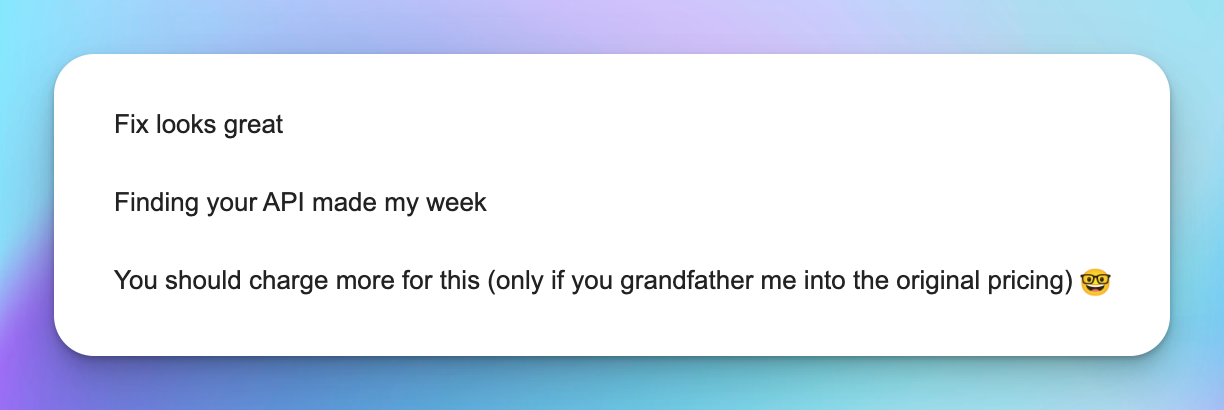 Fix looks great
Finding your API made my week
You should charge more for this (only if you grandfather me into the original pricing) 🤓